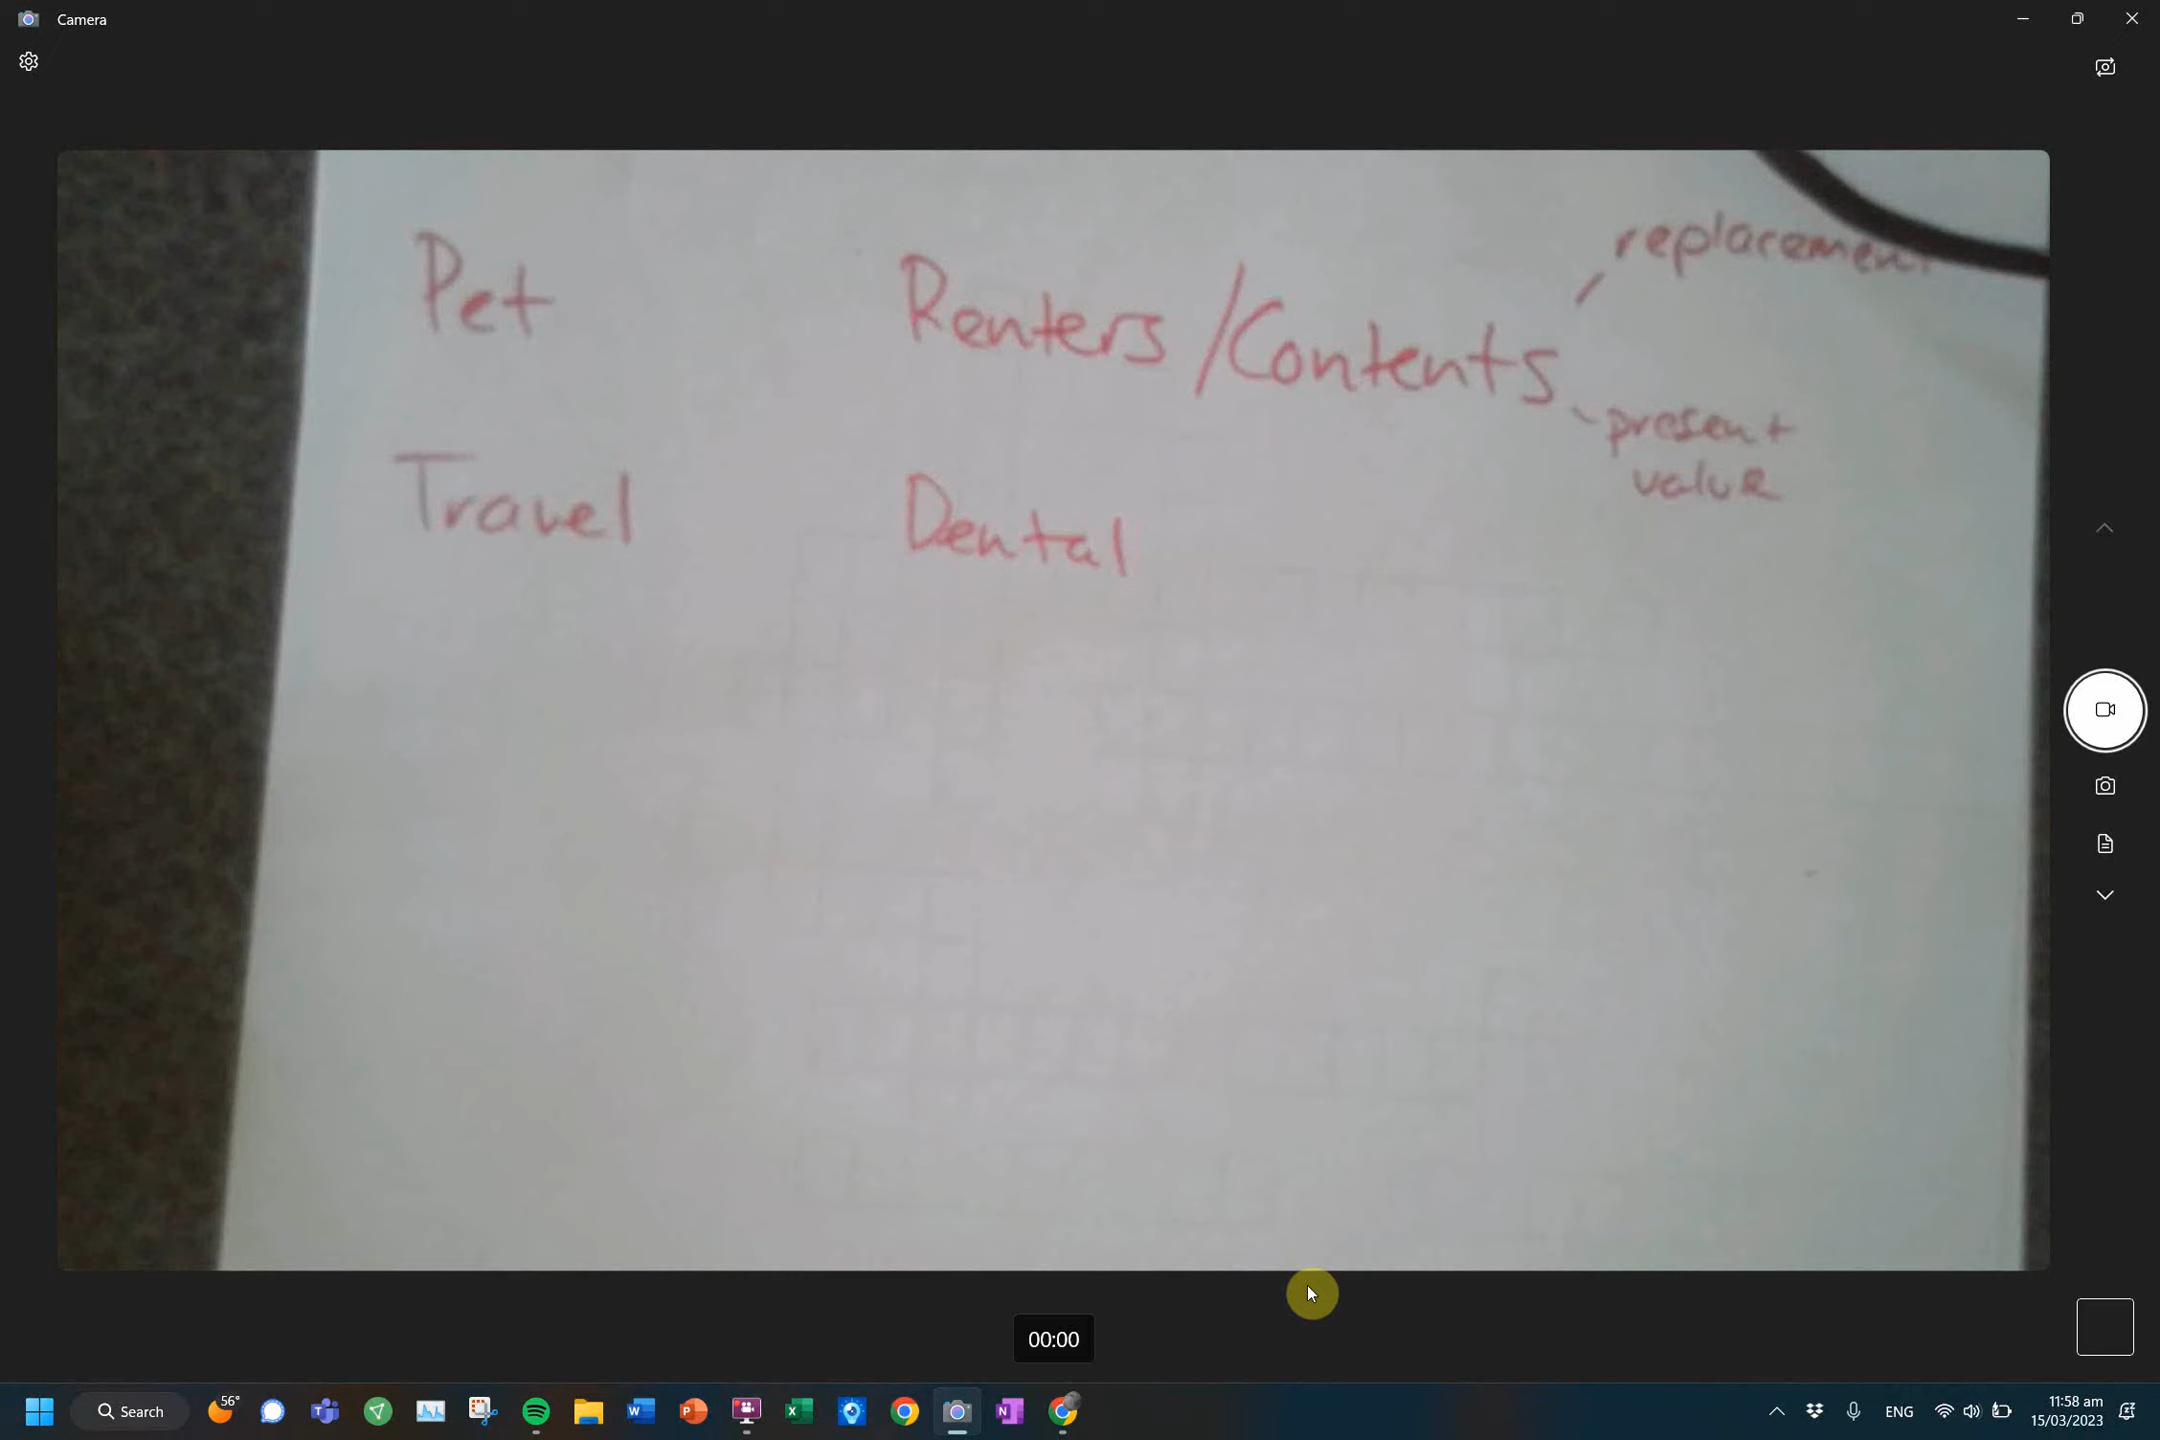 Camera
replacement
Pet
Renters/Contents
present
value
Travel
Dental
00:00
56°
Search
ENG
11:58 am
15/03/2023